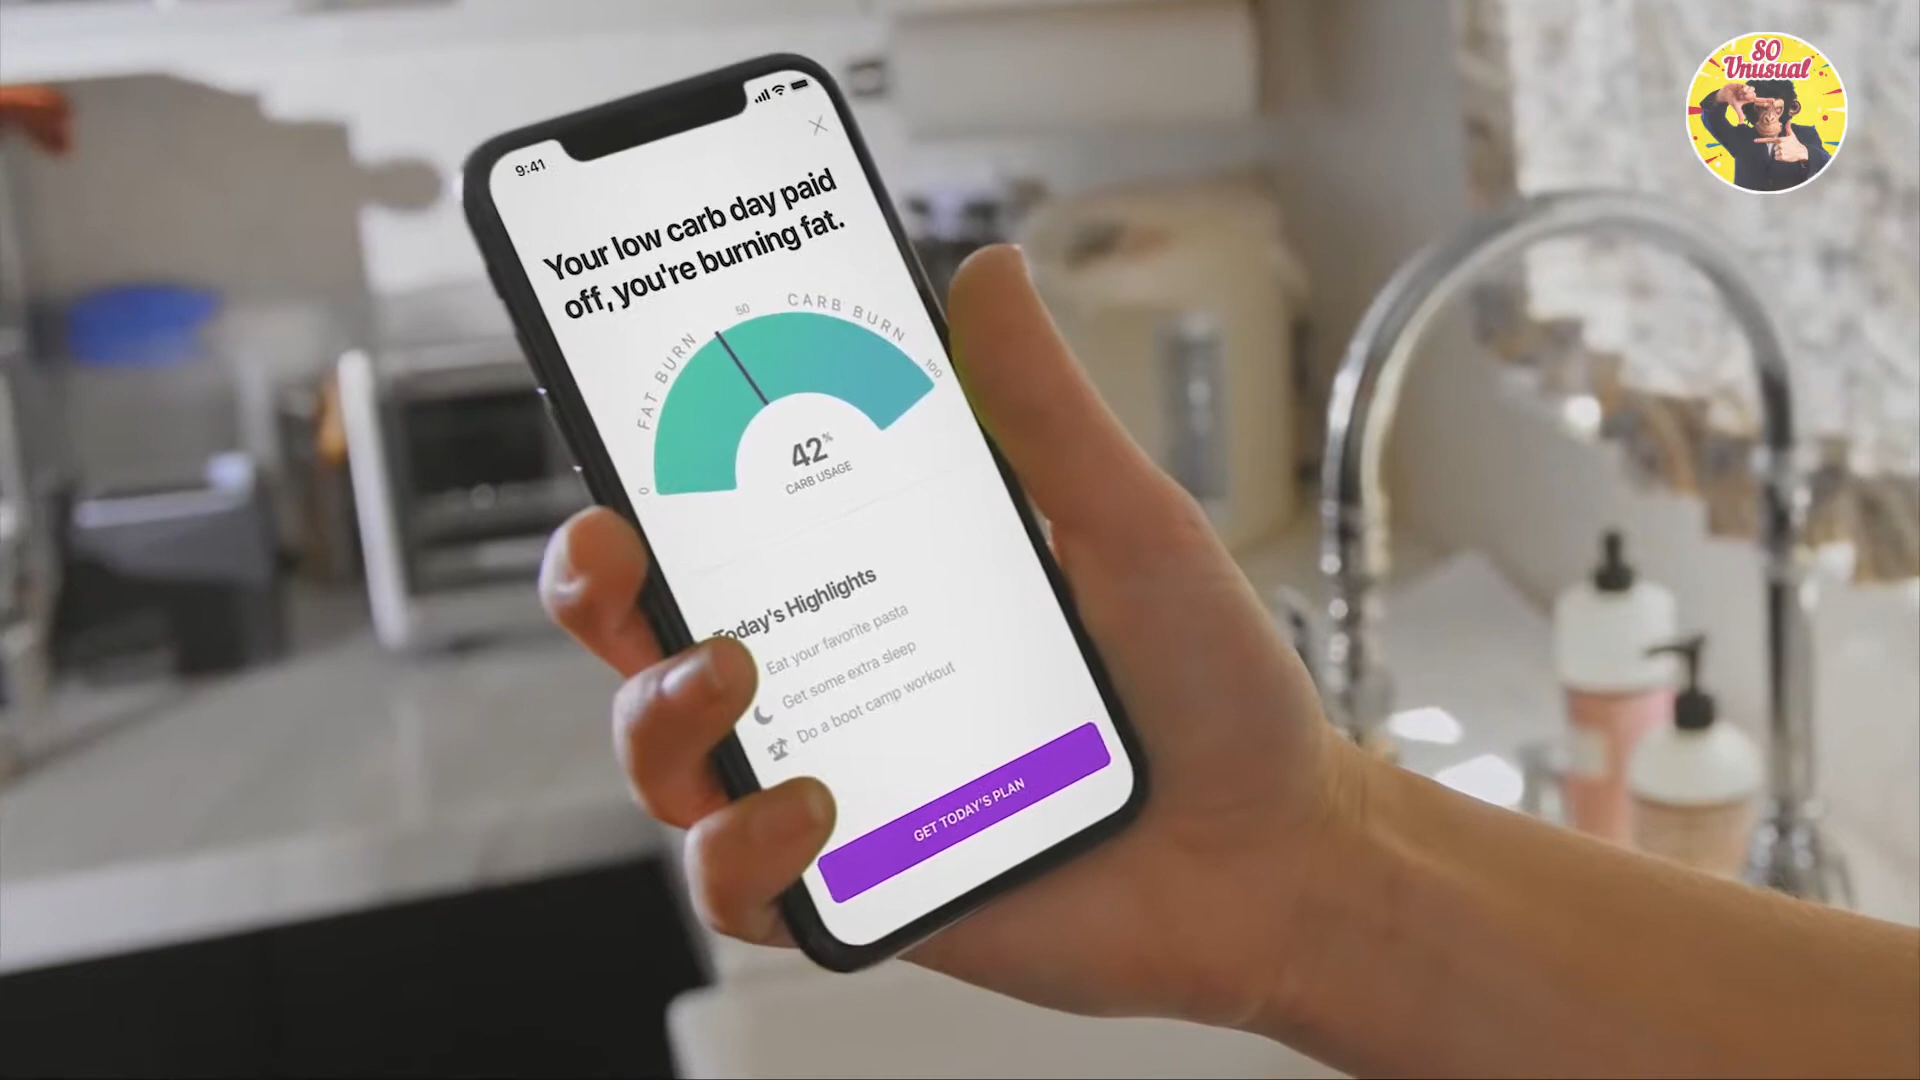 SO
Unusual
9:41
Your low carb day paid
off, you're burning fat.
FAT BURN
50
CARB BURN
0
100
42%
CARB USAGE
Today's Highlights
Eat your favorite pasta
Get some extra sleep
Do a boot camp workout
GET TODAY'S PLAN